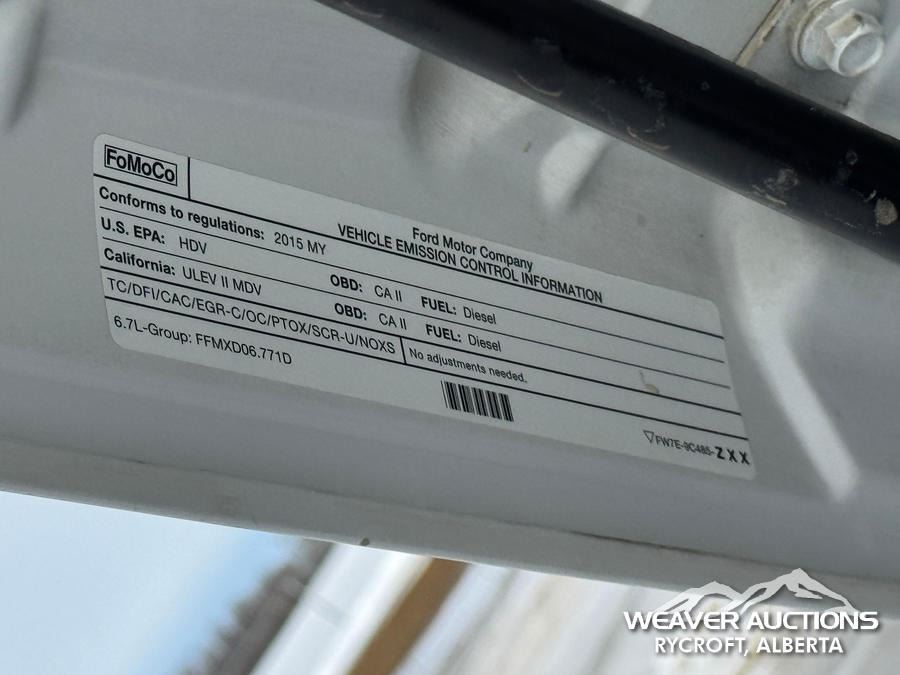 FoMoCo
Ford Motor Company
VEHICLE EMISSION CONTROL INFORMATION
Conforms to regulations: 2015 MY
U.S. EPA: HDV OBD: CA II FUEL: Diesel
California: ULEV II MDV OBD: CA II FUEL: Diesel
TC/DFI/CAC/EGR-C/OC/PTOX/SCR-U/NOXS No adjustments needed.
6.7L-Group: FFMXD06.771D
FW7E-9C485-ZXX
WEAVER AUCTIONS
RYCROFT, ALBERTA